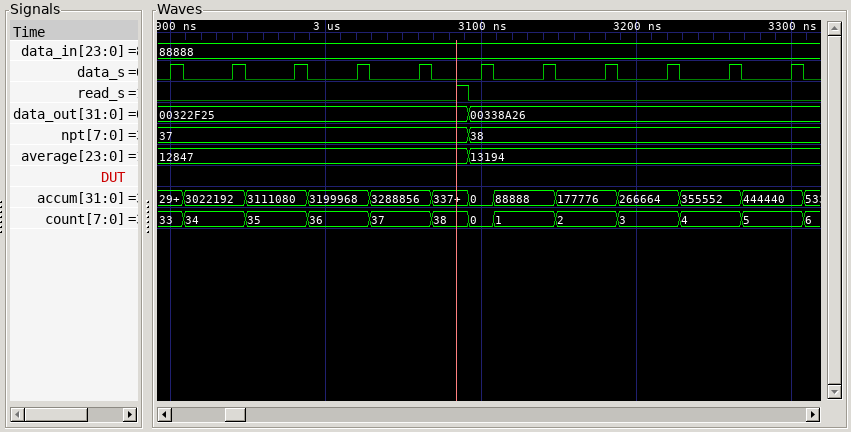 Signals
Waves
Time
900 ns 3 us 3100 ns 3200 ns 3300 ns
data_in[23:0] =8 88888
data_s =
read_s =
data_out[31:0] = 00322F25 00338A26
npt[7:0] = 37 38
average[23:0] = 12847 13194
DUT
accum[31:0] = 29+ 3022192 3111080 3199968 3288856 337+ 0 88888 177776 266664 355552 444440 533
count[7:0] = 33 34 35 36 37 38 0 1 2 3 4 5 6